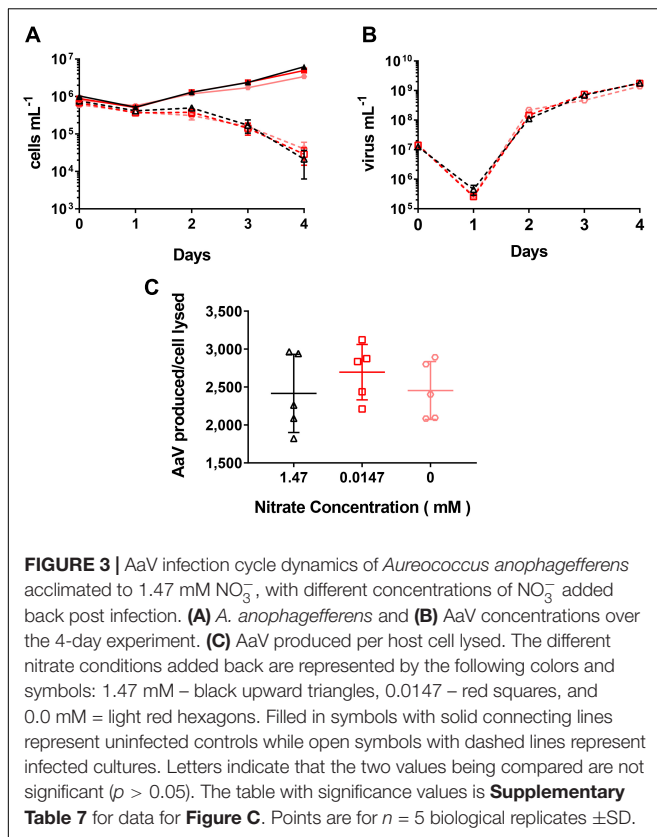 A
B
10^7
10^6
10^5
10^4
10^3
cells mL^-1
0 1 2 3 4
Days
10^10
10^9
10^8
10^7
10^6
10^5
virus mL^-1
0 1 2 3 4
Days
C
3,500
3,000
2,500
2,000
1,500
AaV produced/cell lysed
1.47 0.0147 0
Nitrate Concentration ( mM )
FIGURE 3 | AaV infection cycle dynamics of Aureococcus anophagefferens
acclimated to 1.47 mM NO3−, with different concentrations of NO3− added
back post infection. (A) A. anophagefferens and (B) AaV concentrations over
the 4-day experiment. (C) AaV produced per host cell lysed. The different
nitrate conditions added back are represented by the following colors and
symbols: 1.47 mM – black upward triangles, 0.0147 – red squares, and
0.0 mM = light red hexagons. Filled in symbols with solid connecting lines
represent uninfected controls while open symbols with dashed lines represent
infected cultures. Letters indicate that the two values being compared are not
significant (p > 0.05). The table with significance values is Supplementary
Table 7 for data for Figure C. Points are for n = 5 biological replicates ±SD.